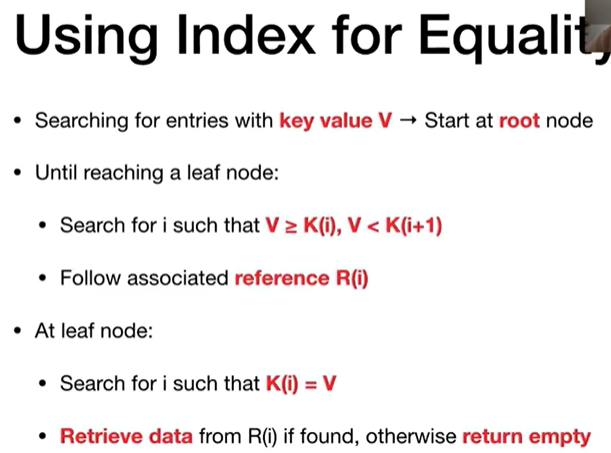 Using Index for Equality
• Searching for entries with key value V → Start at root node
• Until reaching a leaf node:
• Search for i such that V ≥ K(i), V < K(i+1)
• Follow associated reference R(i)
• At leaf node:
• Search for i such that K(i) = V
• Retrieve data from R(i) if found, otherwise return empty